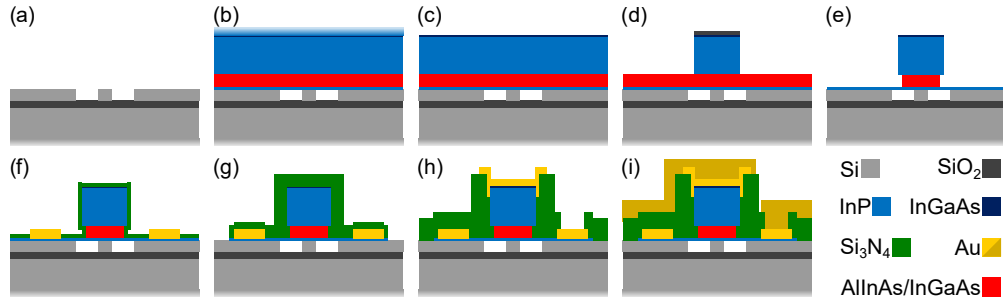 (a) (b) (c) (d) (e)
(f) (g) (h) (i)
Si SiO₂
InP InGaAs
Si₃N₄ Au
AlInAs/InGaAs